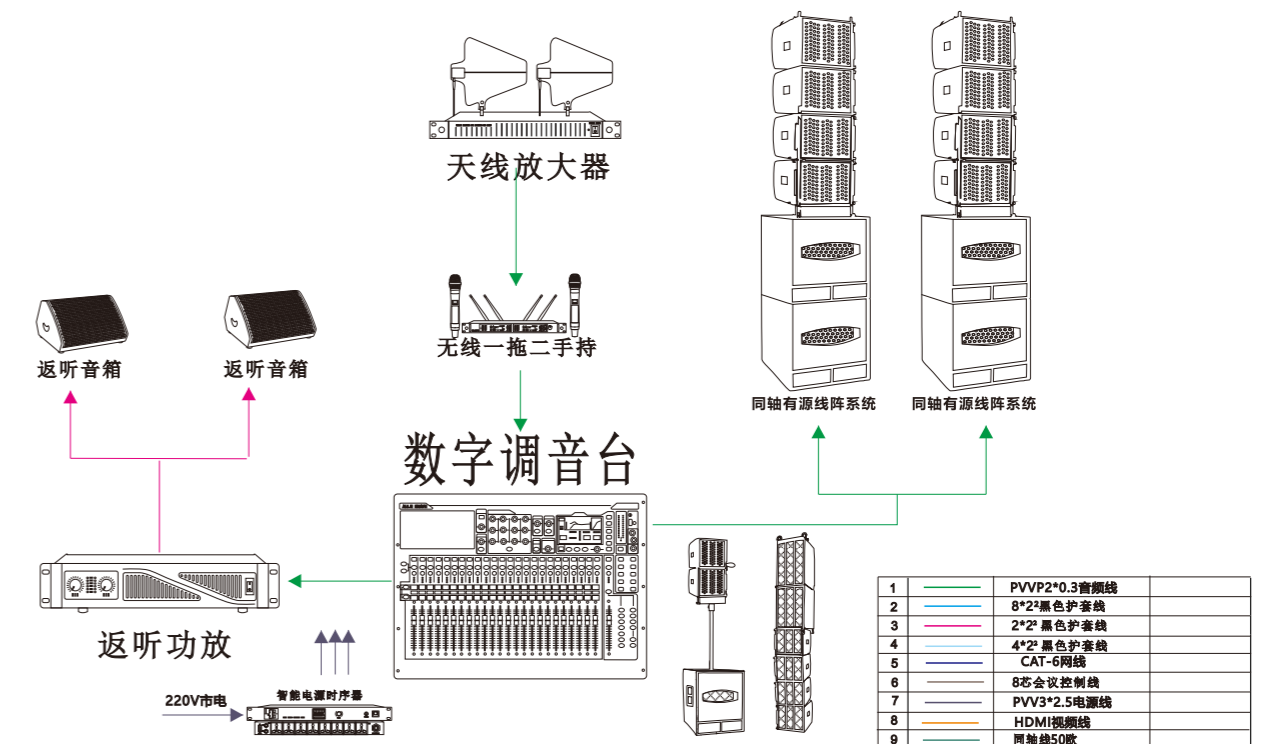 天线放大器
无线一拖二手持
返听音箱
返听音箱
同轴有源线阵系统
同轴有源线阵系统
数字调音台
返听功放
220V市电
智能电源时序器
1 PVVP2*0.3音频线
2 8*2²黑色护套线
3 2*2² 黑色护套线
4 4*2² 黑色护套线
5 CAT-6网线
6 8芯会议控制线
7 PVV3*2.5电源线
8 HDMI视频线
9 同轴线50欧